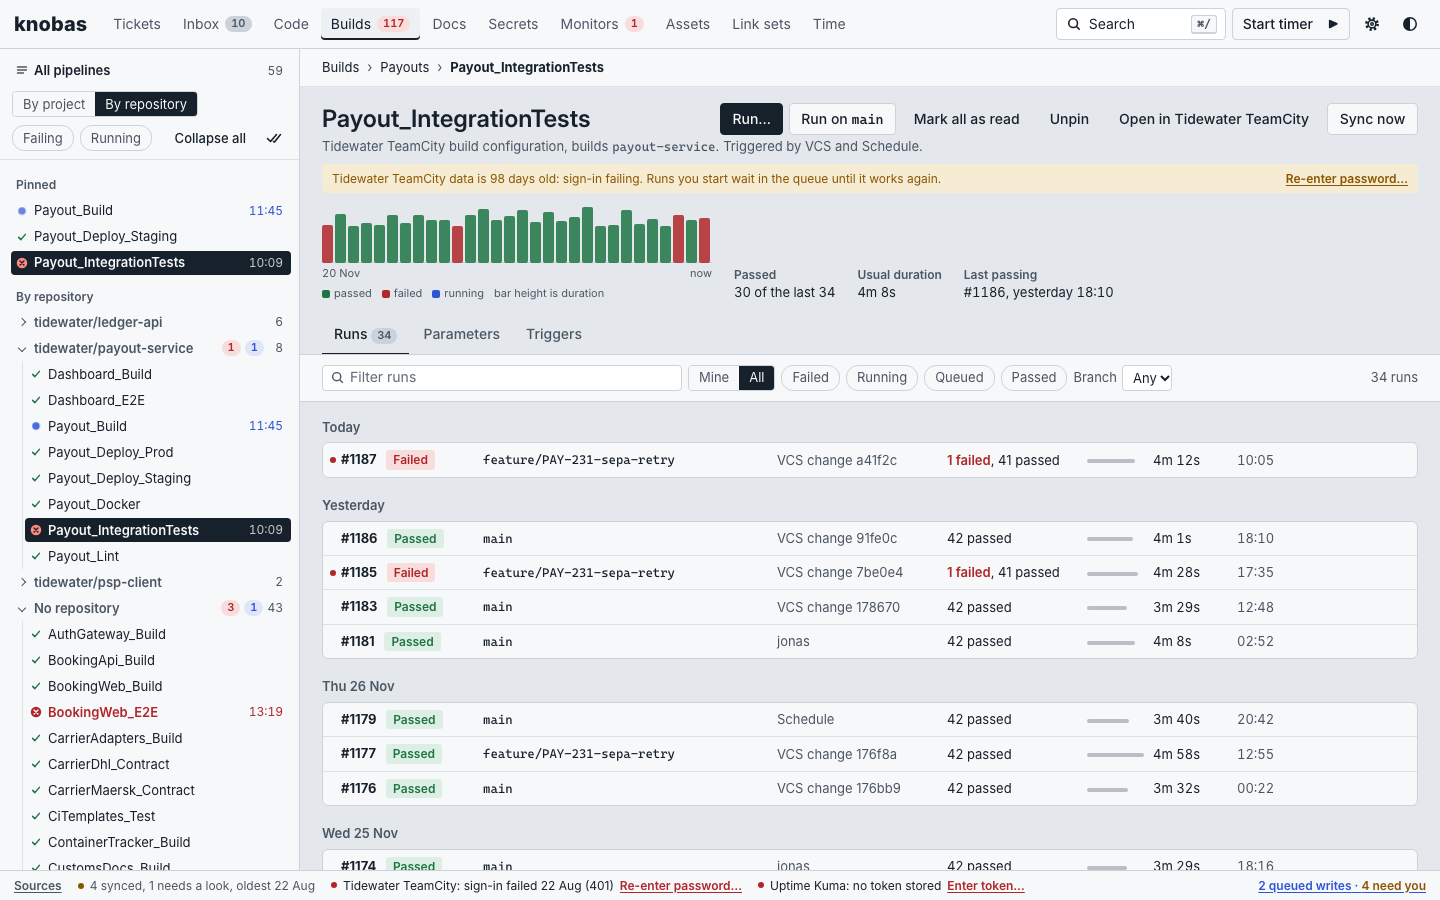 knobas Tickets Inbox 10 Code Builds 117 Docs Secrets Monitors 1 Assets Link sets Time Search ⌘/ Start timer
All pipelines 59
By project By repository
Failing Running Collapse all
Pinned
Payout_Build 11:45
Payout_Deploy_Staging
Payout_IntegrationTests 10:09
By repository
tidewater/ledger-api 6
tidewater/payout-service 1 1 8
Dashboard_Build
Dashboard_E2E
Payout_Build 11:45
Payout_Deploy_Prod
Payout_Deploy_Staging
Payout_Docker
Payout_IntegrationTests 10:09
Payout_Lint
tidewater/psp-client 2
No repository 3 1 43
AuthGateway_Build
BookingApi_Build
BookingWeb_Build
BookingWeb_E2E 13:19
CarrierAdapters_Build
CarrierDhl_Contract
CarrierMaersk_Contract
CiTemplates_Test
ContainerTracker_Build
CustomsDocs_Build
Builds › Payouts › Payout_IntegrationTests
Payout_IntegrationTests Run... Run on main Mark all as read Unpin Open in Tidewater TeamCity Sync now
Tidewater TeamCity build configuration, builds payout-service. Triggered by VCS and Schedule.
Tidewater TeamCity data is 98 days old: sign-in failing. Runs you start wait in the queue until it works again. Re-enter password...
20 Nov now
passed failed running bar height is duration
Passed Usual duration Last passing
30 of the last 34 4m 8s #1186, yesterday 18:10
Runs 34 Parameters Triggers
Filter runs Mine All Failed Running Queued Passed Branch Any 34 runs
Today
#1187 Failed feature/PAY-231-sepa-retry VCS change a41f2c 1 failed, 41 passed 4m 12s 10:05
Yesterday
#1186 Passed main VCS change 91fe0c 42 passed 4m 1s 18:10
#1185 Failed feature/PAY-231-sepa-retry VCS change 7be0e4 1 failed, 41 passed 4m 28s 17:35
#1183 Passed main VCS change 178670 42 passed 3m 29s 12:48
#1181 Passed main jonas 42 passed 4m 8s 02:52
Thu 26 Nov
#1179 Passed main Schedule 42 passed 3m 40s 20:42
#1177 Passed feature/PAY-231-sepa-retry VCS change 176f8a 42 passed 4m 58s 12:55
#1176 Passed main VCS change 176bb9 42 passed 3m 32s 00:22
Wed 25 Nov
#1174 Passed main jonas 42 passed 3m 29s 18:16
Sources 4 synced, 1 needs a look, oldest 22 Aug Tidewater TeamCity: sign-in failed 22 Aug (401) Re-enter password... Uptime Kuma: no token stored Enter token... 2 queued writes · 4 need you